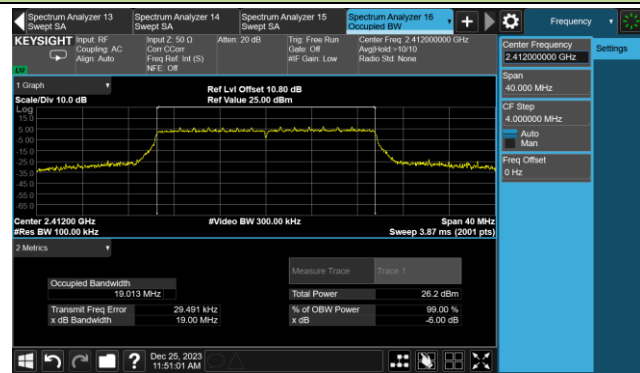 Spectrum Analyzer 13
Swept SA
Spectrum Analyzer 14
Swept SA
Spectrum Analyzer 15
Swept SA
Spectrum Analyzer 16
Occupied BW
Frequency
KEYSIGHT
Input: RF
Coupling: AC
Align: Auto
Input Z: 50 Ω
Corr CCorr
Freq Ref: Int (S)
NFE: Off
Atten: 20 dB
Trig: Free Run
Gate: Off
#IF Gain: Low
Center Freq: 2.412000000 GHz
Avg|Hold:>10/10
Radio Std: None
Center Frequency
2.412000000 GHz
Settings
Span
40.000 MHz
CF Step
4.000000 MHz
Auto
Man
Freq Offset
0 Hz
1 Graph
Scale/Div 10.0 dB
Ref Lvl Offset 10.80 dB
Ref Value 25.00 dBm
Log
15.0
5.00
-5.00
-15.0
-25.0
-35.0
-45.0
-55.0
-65.0
Center 2.41200 GHz
#Res BW 100.00 kHz
#Video BW 300.00 kHz
Span 40 MHz
Sweep 3.87 ms (2001 pts)
2 Metrics
Measure Trace
Trace 1
Occupied Bandwidth
19.013 MHz
Total Power
26.2 dBm
Transmit Freq Error
29.491 kHz
% of OBW Power
99.00 %
x dB Bandwidth
19.00 MHz
x dB
-6.00 dB
Dec 25, 2023
11:51:01 AM